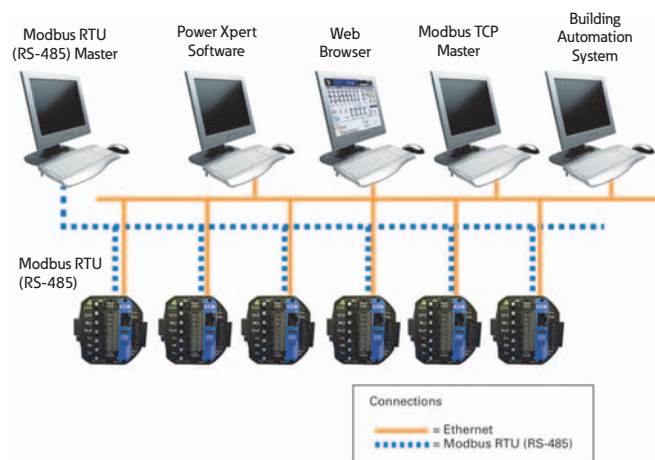 Modbus RTU
(RS-485) Master
Power Xpert
Software
Web
Browser
Modbus TCP
Master
Building
Automation
System
Modbus RTU
(RS-485)
Connections
= Ethernet
= Modbus RTU (RS-485)